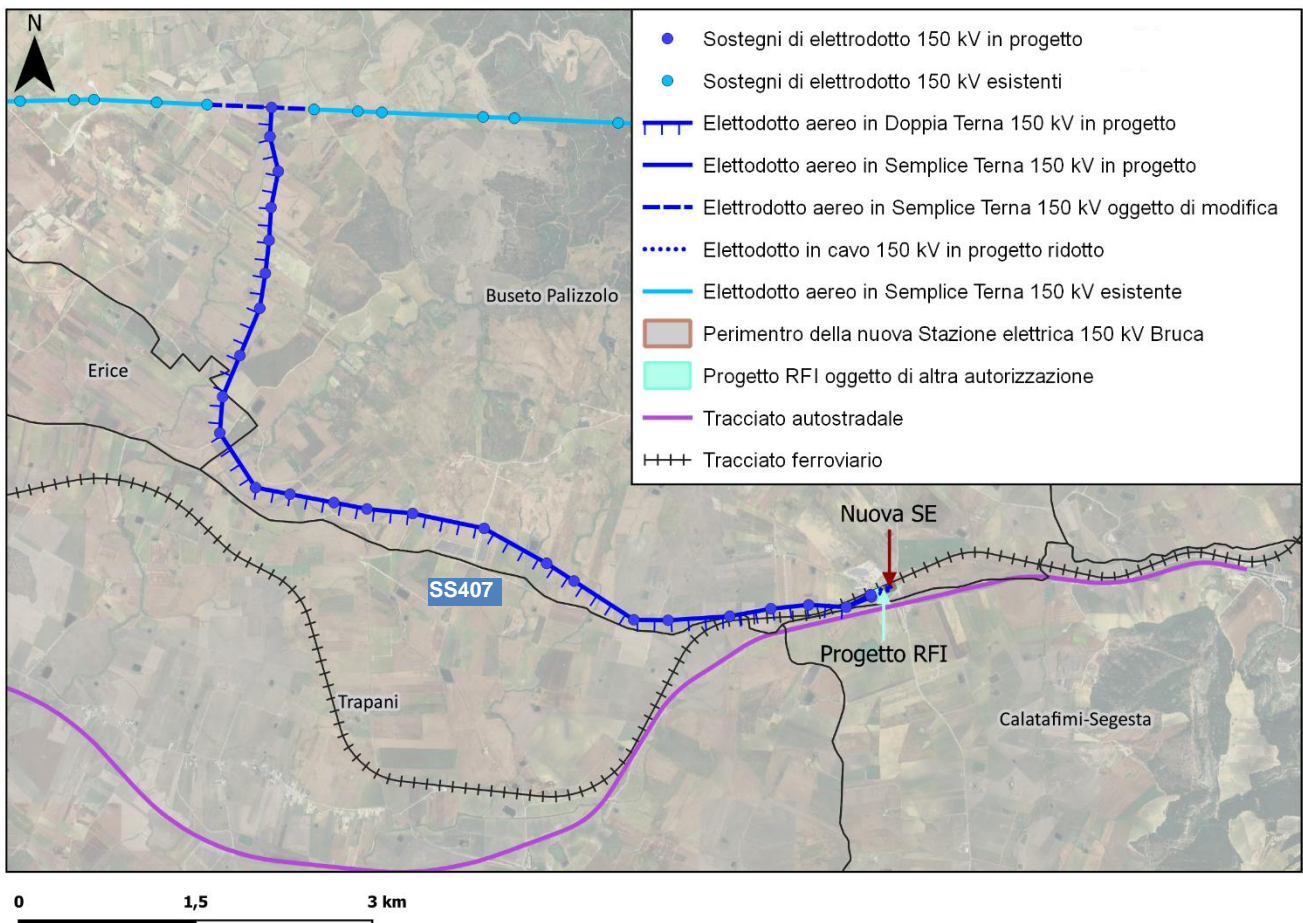 N
Sostegni di elettrodotto 150 kV in progetto
Sostegni di elettrodotto 150 kV esistenti
Elettodotto aereo in Doppia Terna 150 kV in progetto
Elettodotto aereo in Semplice Terna 150 kV in progetto
Elettrodotto aereo in Semplice Terna 150 kV oggetto di modifica
Elettodotto in cavo 150 kV in progetto ridotto
Elettodotto aereo in Semplice Terna 150 kV esistente
Perimentro della nuova Stazione elettrica 150 kV Bruca
Progetto RFI oggetto di altra autorizzazione
Tracciato autostradale
Tracciato ferroviario
Buseto Palizzolo
Erice
Nuova SE
SS407
Progetto RFI
Trapani
Calatafimi-Segesta
0 1,5 3 km